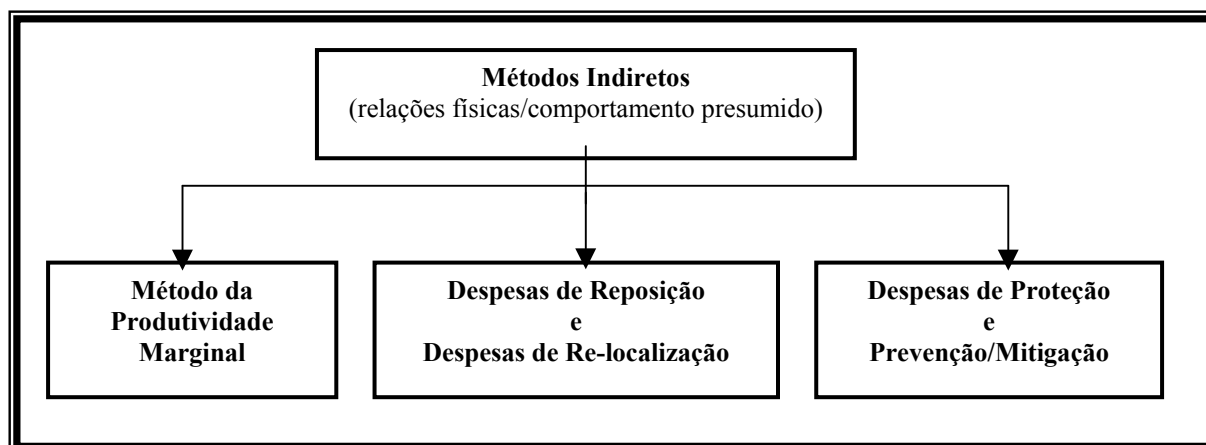 Métodos Indiretos
(relações físicas/comportamento presumido)
Método da
Produtividade
Marginal
Despesas de Reposição
e
Despesas de Re-localização
Despesas de Proteção
e
Prevenção/Mitigação